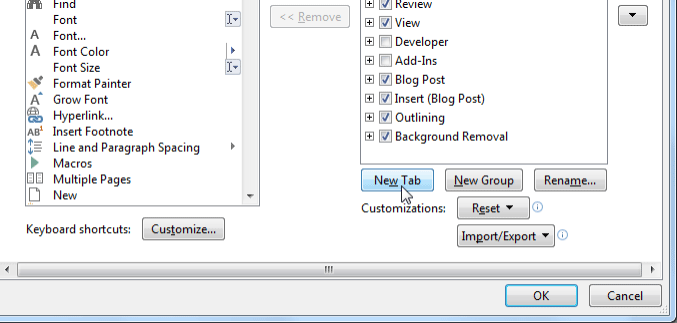 Find
Font
Font...
Font Color
Font Size
Format Painter
Grow Font
Hyperlink...
Insert Footnote
Line and Paragraph Spacing
Macros
Multiple Pages
New
Keyboard shortcuts: Customize...
<< Remove
Review
View
Developer
Add-Ins
Blog Post
Insert (Blog Post)
Outlining
Background Removal
New Tab New Group Rename...
Customizations: Reset
Import/Export
OK Cancel